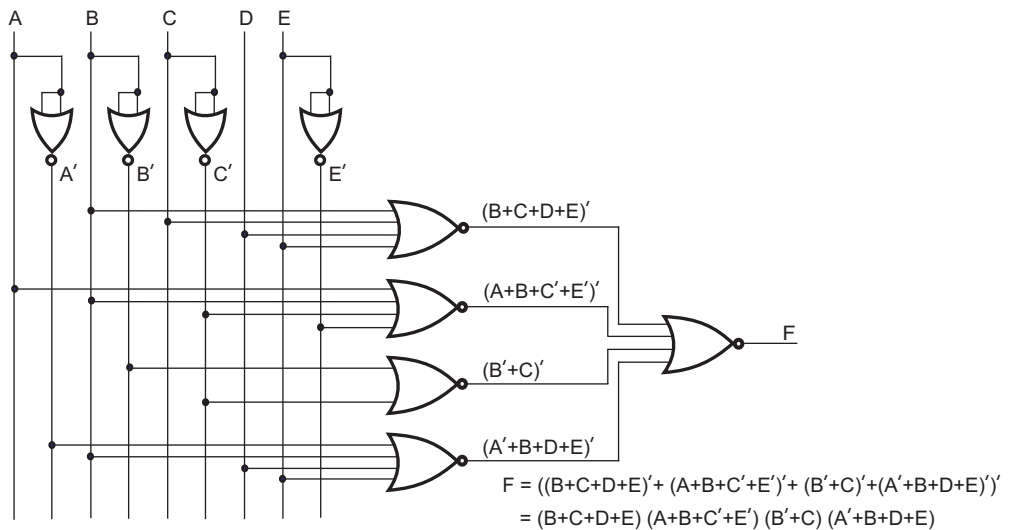 A B C D E
A′ B′ C′ E′
(B+C+D+E)′
(A+B+C′+E′)′
F
(B′+C)′
(A′+B+D+E)′
F = ((B+C+D+E)′+ (A+B+C′+E′)′+ (B′+C)′+(A′+B+D+E)′)′
= (B+C+D+E) (A+B+C′+E′) (B′+C) (A′+B+D+E)